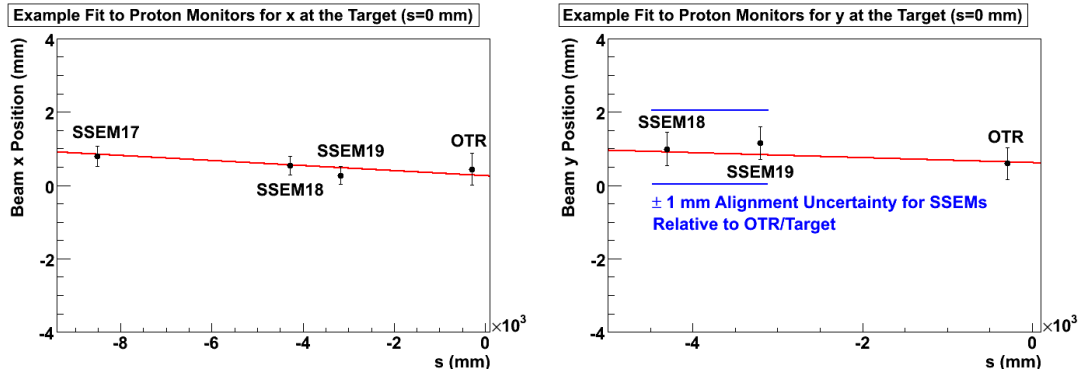 Example Fit to Proton Monitors for x at the Target (s=0 mm)
Beam x Position (mm)
4
2
0
-2
-4
SSEM17
SSEM18
SSEM19
OTR
-8
-6
-4
-2
0
×10³
s (mm)
Example Fit to Proton Monitors for y at the Target (s=0 mm)
Beam y Position (mm)
4
2
0
-2
-4
SSEM18
SSEM19
OTR
± 1 mm Alignment Uncertainty for SSEMs
Relative to OTR/Target
-4
-2
0
×10³
s (mm)